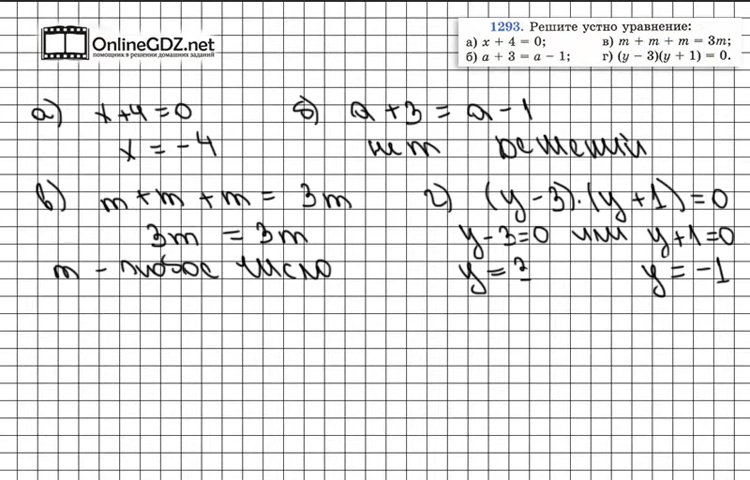 OnlineGDZ.net
помощник в решении домашних заданий
1293. Решите устно уравнение:
а) x + 4 = 0; в) m + m + m = 3m;
б) a + 3 = a − 1; г) (y − 3)(y + 1) = 0.
а) x+4=0 б) a+3 = a-1
x = -4 нет решений
в) m+m+m = 3m г) (y-3)·(y+1)=0
3m = 3m y-3=0 или y+1=0
m - любое число y=3 y=-1